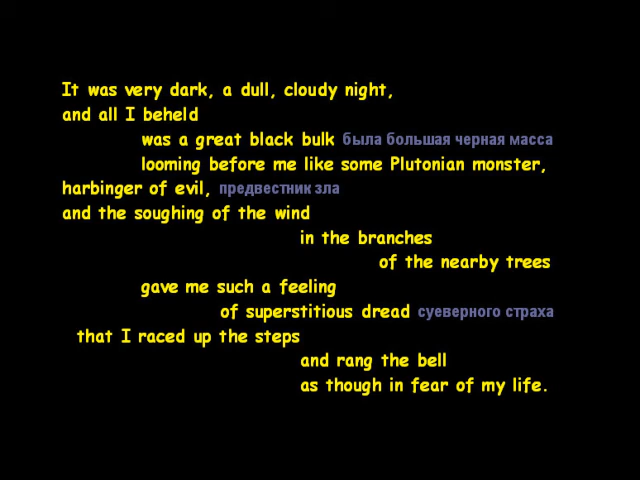 It was very dark, a dull, cloudy night,
and all I beheld
was a great black bulk была большая черная масса
looming before me like some Plutonian monster,
harbinger of evil, предвестник зла
and the soughing of the wind
in the branches
of the nearby trees
gave me such a feeling
of superstitious dread суеверного страха
that I raced up the steps
and rang the bell
as though in fear of my life.